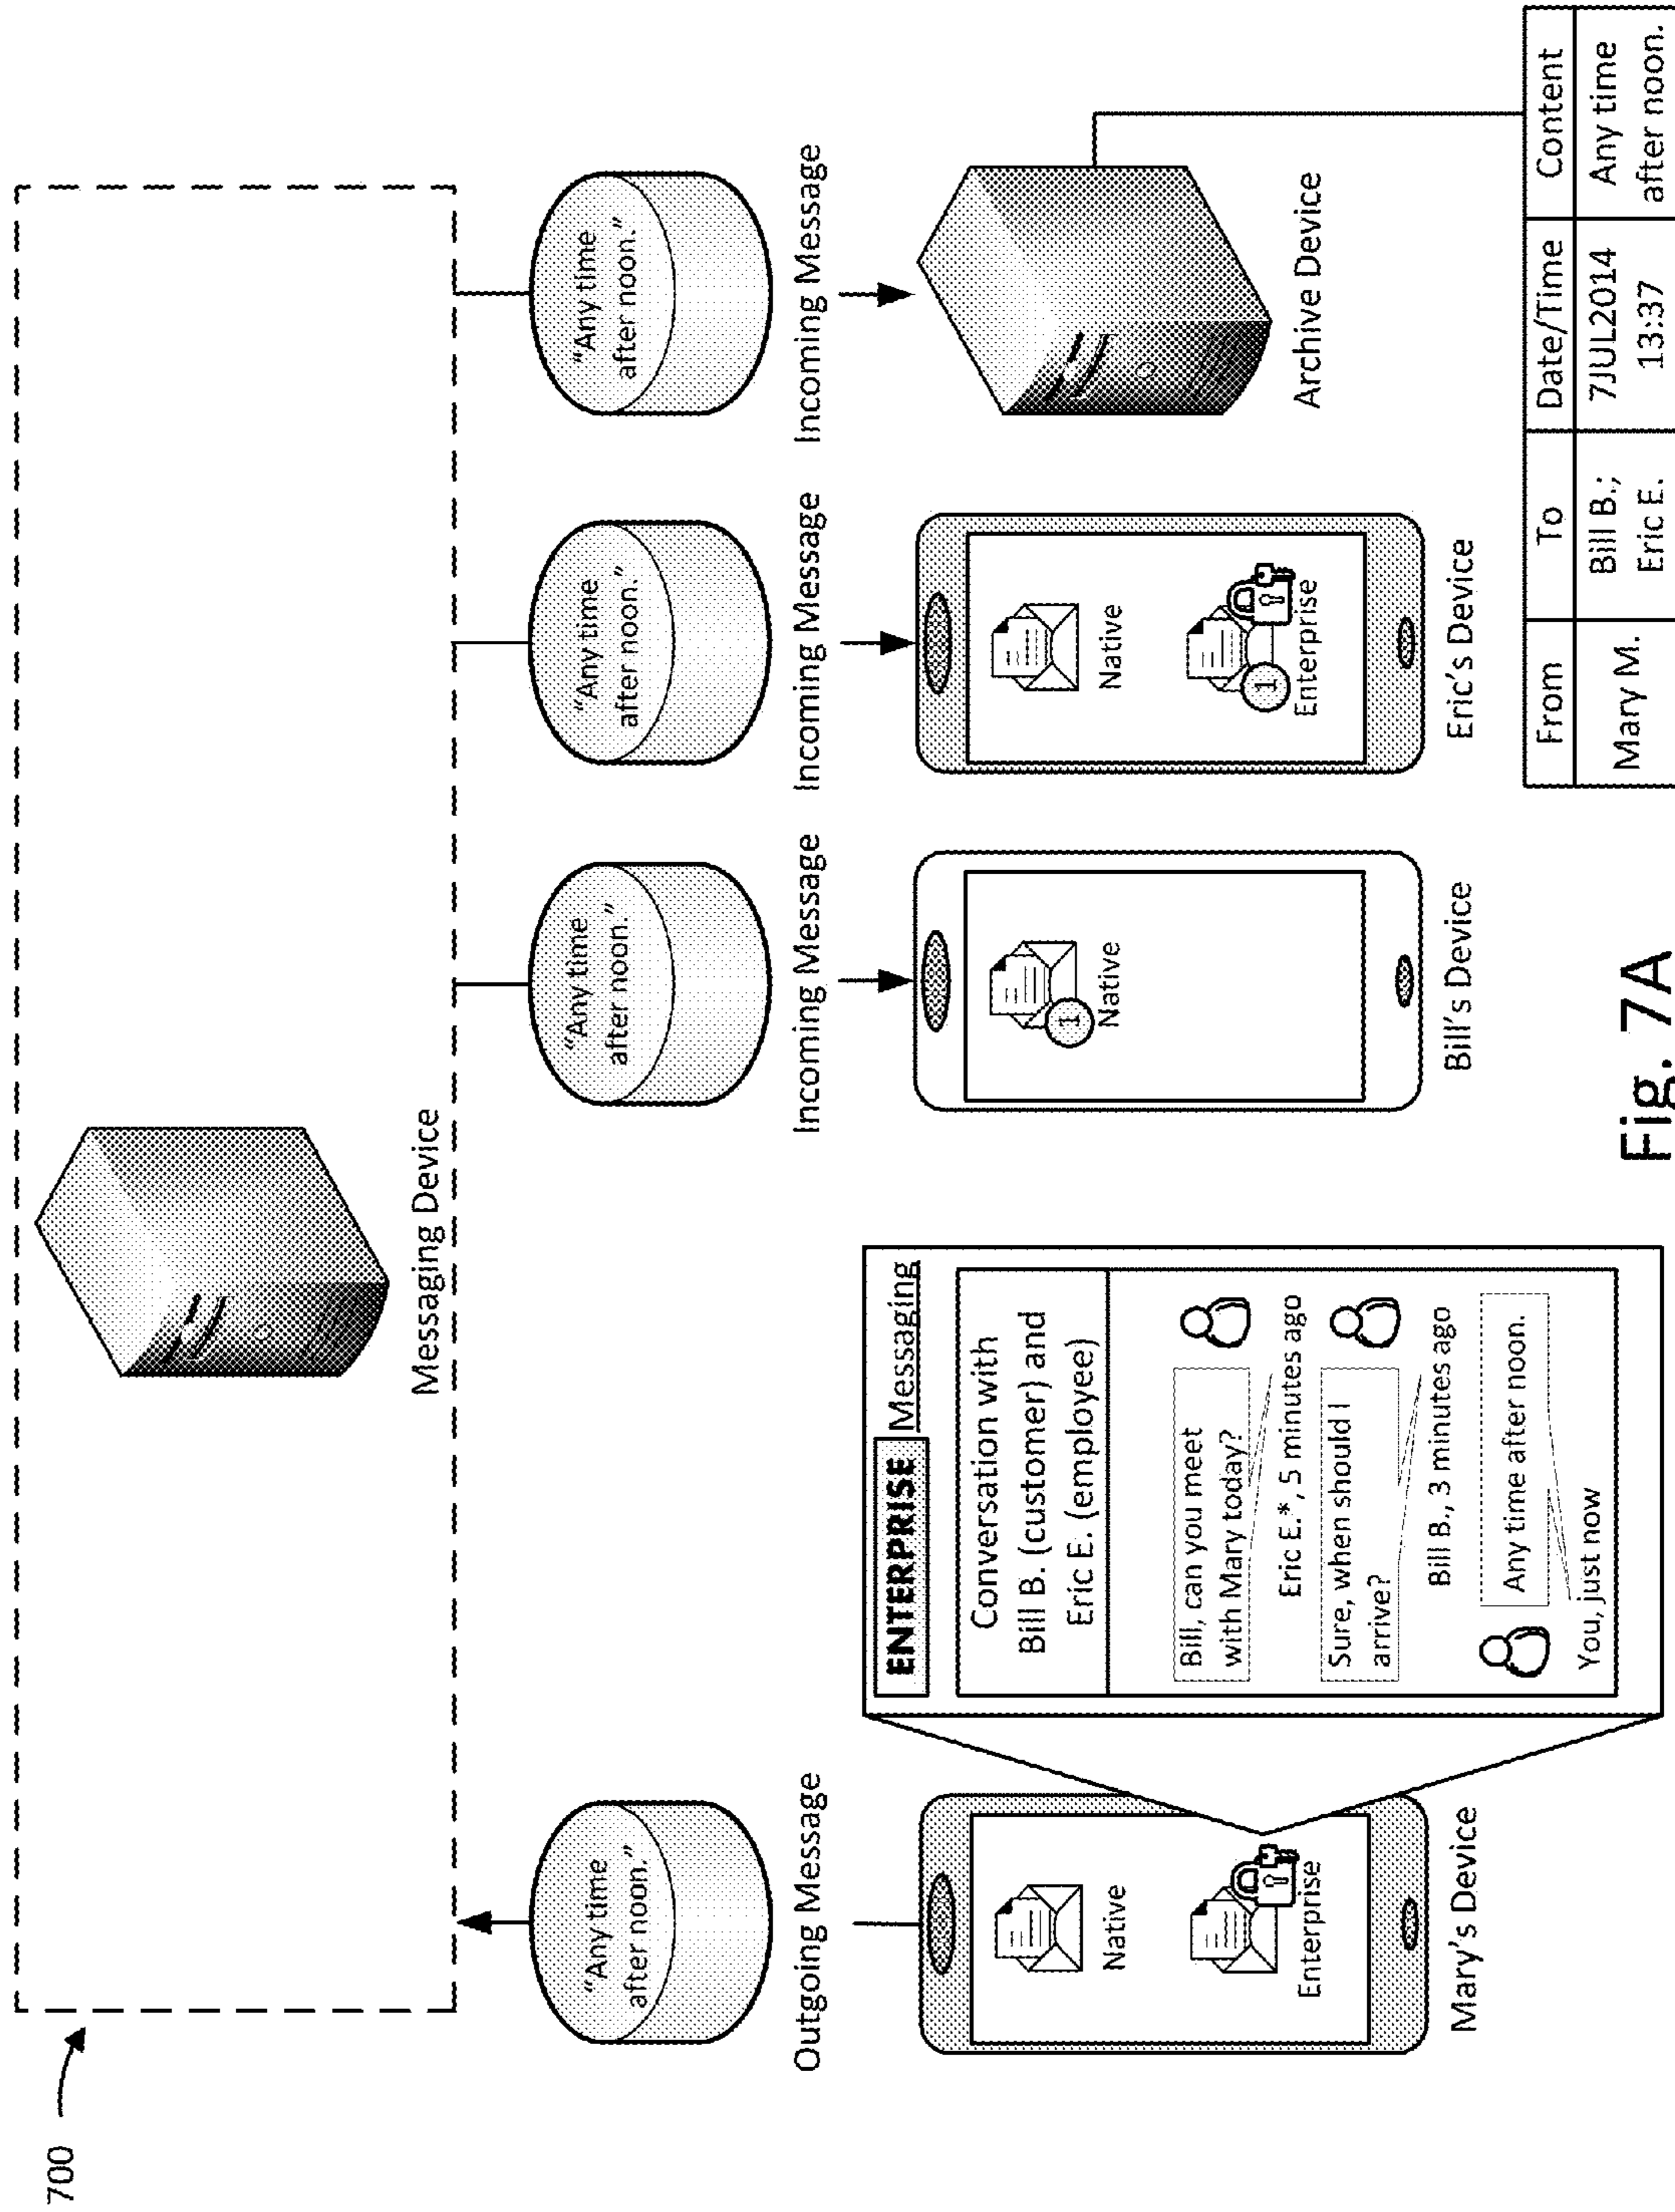 700
Messaging Device
"Any time
after noon."
Outgoing Message
"Any time
after noon."
Incoming Message
"Any time
after noon."
Incoming Message
"Any time
after noon."
Incoming Message
Native
Enterprise
Mary's Device
ENTERPRISE Messaging
Conversation with
Bill B. (customer) and
Eric E. (employee)
Bill, can you meet
with Mary today?
Eric E.*, 5 minutes ago
Sure, when should I
arrive?
Bill B., 3 minutes ago
Any time after noon.
You, just now
1
Native
Bill's Device
Native
1
Enterprise
Eric's Device
Archive Device
From To Date/Time Content
Mary M. Bill B.; 7JUL2014 Any time
Eric E. 13:37 after noon.
Fig. 7A